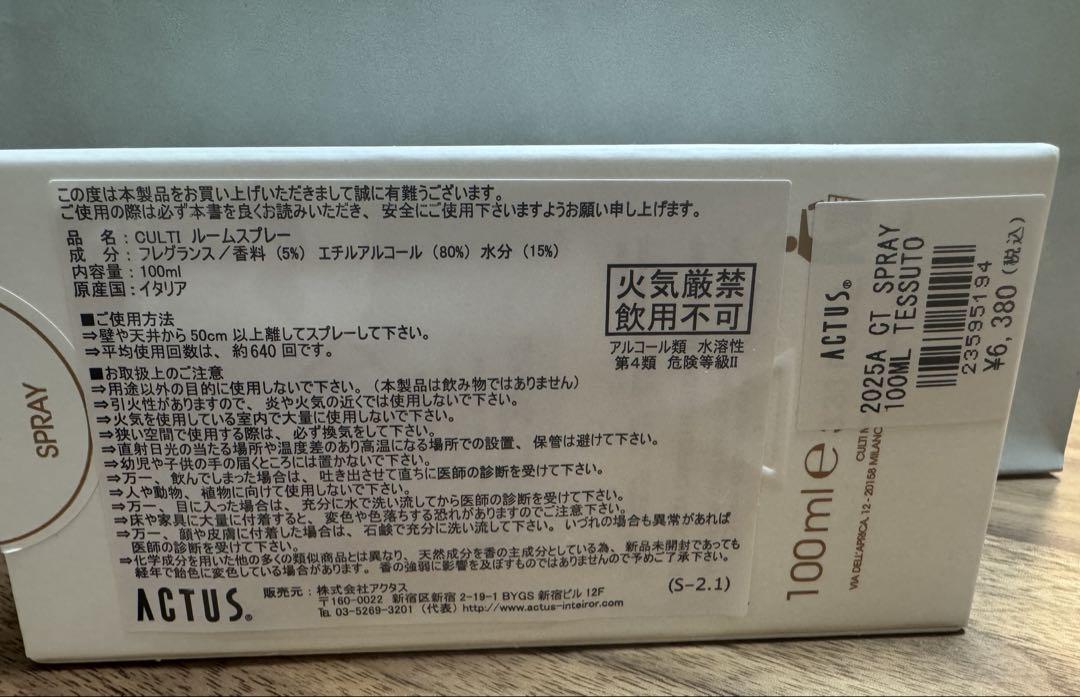 この度は本製品をお買い上げいただきまして誠に有難うございます。
ご使用の際は必ず本書を良くお読みいただき、安全にご使用下さいますようお願い申し上げます。
品 名：CULTI ルームスプレー
成 分：フレグランス／香料（5%） エチルアルコール（80%） 水分（15%）
内容量：100ml
原産国：イタリア
火気厳禁
飲用不可
アルコール類 水溶性
第４類 危険等級Ⅱ
■ご使用方法
⇒壁や天井から50cm 以上離してスプレーして下さい。
⇒平均使用回数は、約640 回です。
■お取扱上のご注意
⇒用途以外の目的に使用しないで下さい。（本製品は飲み物ではありません）
⇒引火性がありますので、炎や火気の近くでは使用しないで下さい。
⇒火気を使用している室内で大量に使用しないで下さい。
⇒狭い空間で使用する際は、必ず換気をして下さい。
⇒直射日光の当たる場所や温度差のあり高温になる場所での設置、保管は避けて下さい。
⇒幼児や子供の手の届くところには置かないで下さい。
⇒万一、飲んでしまった場合は、吐き出させて直ちに医師の診断を受けて下さい。
⇒人や動物、植物に向けて使用しないで下さい。
⇒万一、目に入った場合は、充分に水で洗い流してから医師の診断を受けて下さい。
⇒床や家具に大量に付着すると、変色や色落ちする恐れがありますのでご注意下さい。
⇒万一、顔や皮膚に付着した場合は、石鹸で充分に洗い流して下さい。いづれの場合も異常があれば
医師の診断を受けて下さい。
⇒化学成分を用いた他の多くの類似商品とは異なり、天然成分を香の主成分としている為、新品未開封であっても
経年で飴色に変色している場合があります。香の強弱に影響を及ぼすものではありませんので予めご了承下さい。
ACTUS®
販売元：株式会社アクタス
〒160-0022 新宿区新宿 2-19-1 BYGS 新宿ビル 12F
℡ 03-5269-3201（代表）http://www.actus-inteiror.com
(S-2.1)
SPRAY
ACTUS®
2025A CT SPRAY
100ML TESSUTO
23595194
¥6,380（税込）
100ml e
CULTI M
VIA DELL'AFRICA, 12 - 20158 MILANO